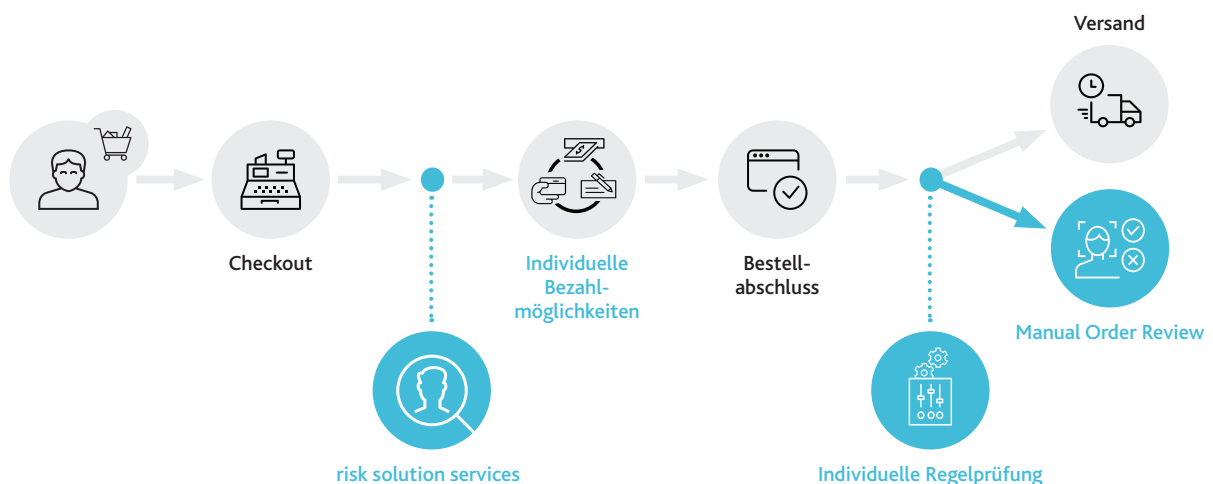 Versand
Checkout
Individuelle
Bezahl-
möglichkeiten
Bestell-
abschluss
Manual Order Review
risk solution services
Individuelle Regelprüfung